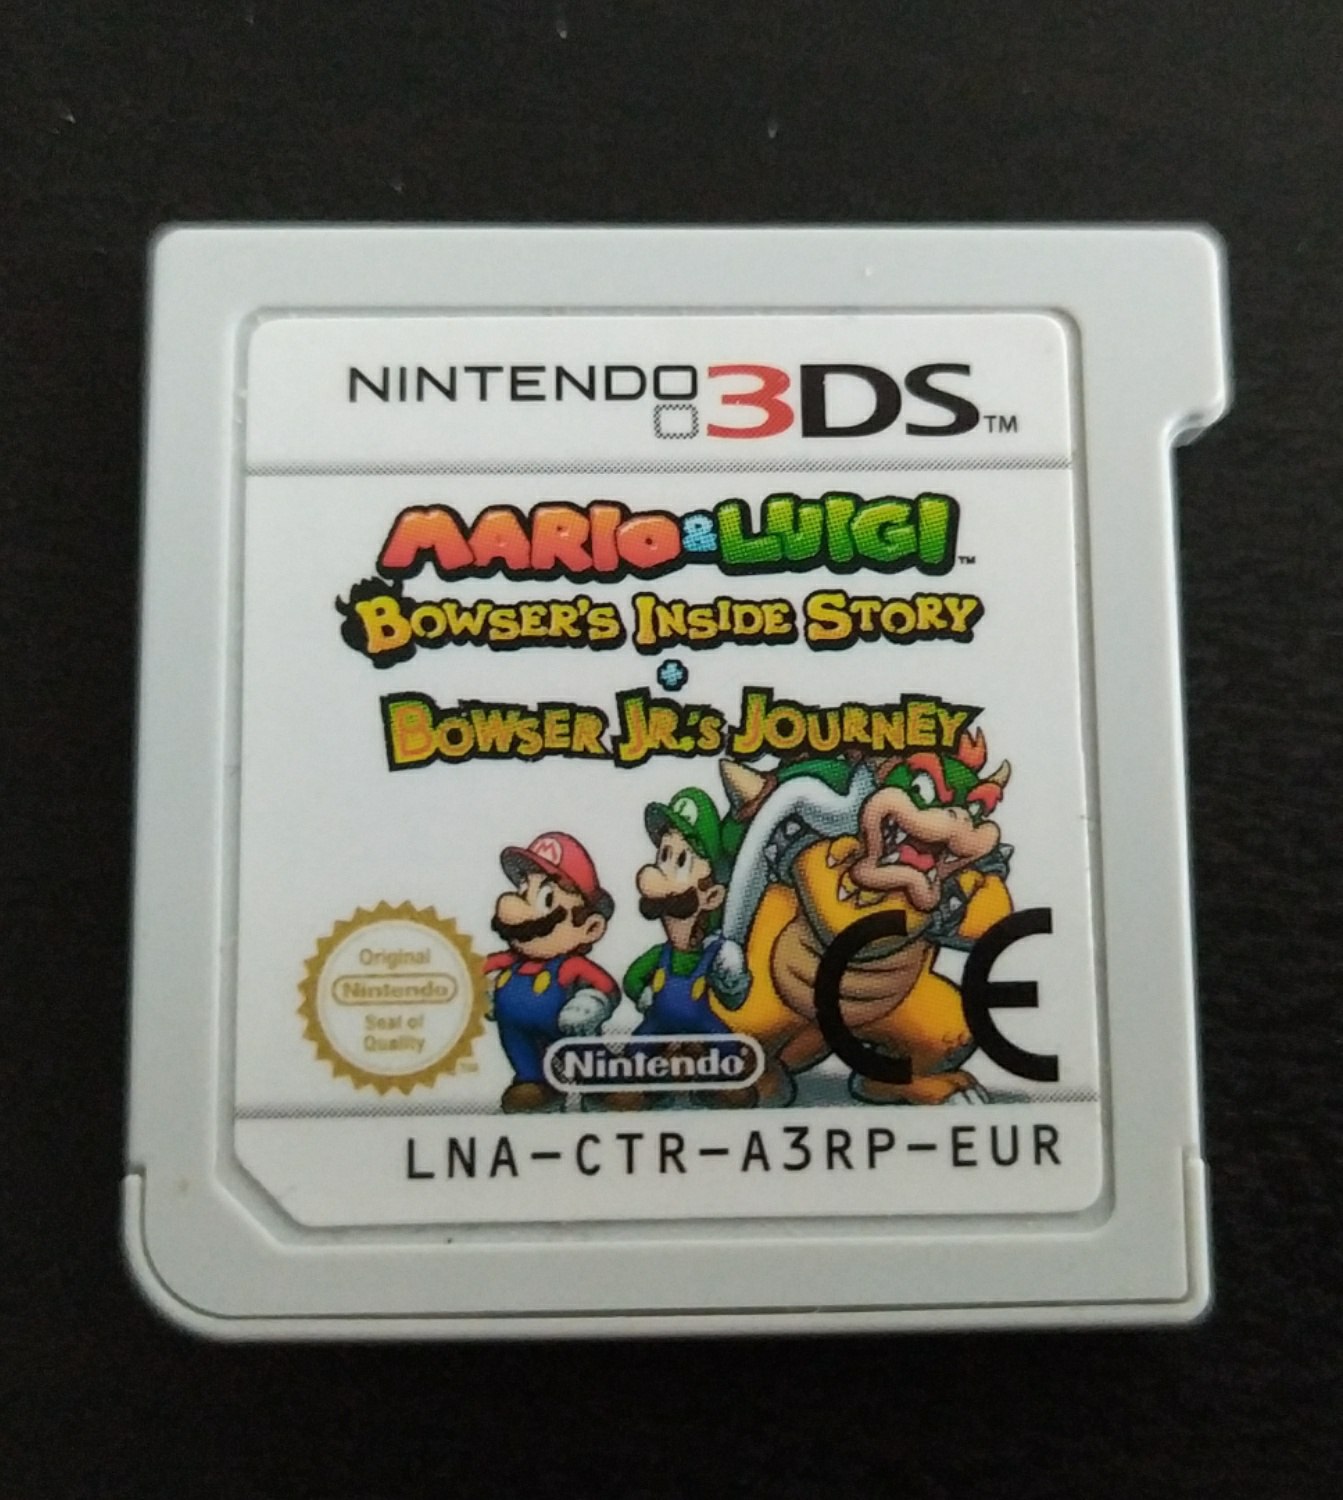 NINTENDO 3DS™
MARIO & LUIGI™
BOWSER'S INSIDE STORY
+
BOWSER JR.'S JOURNEY
M
L
Original
Nintendo
Seal of
Quality
™
Nintendo®
CE
LNA-CTR-A3RP-EUR